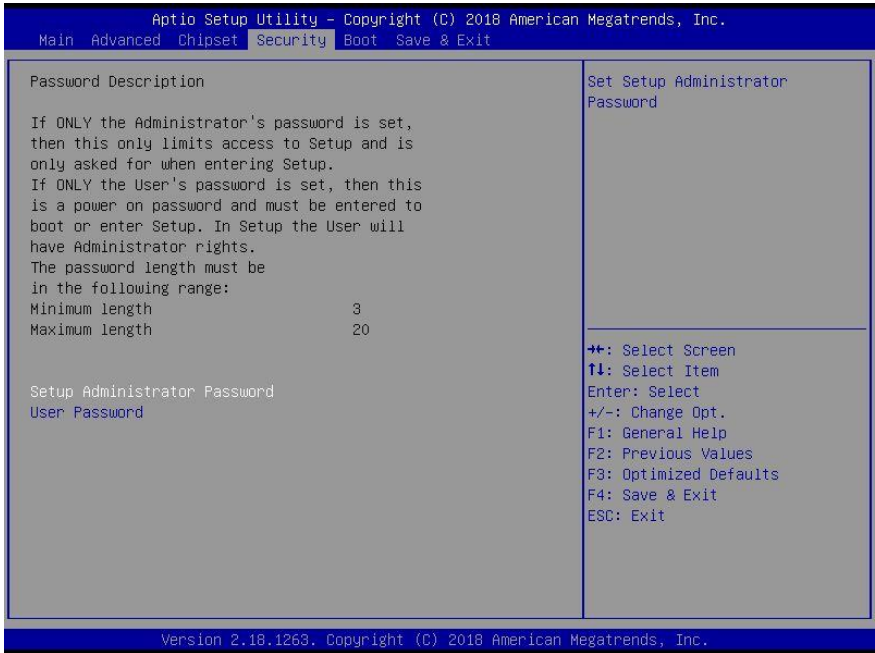 Aptio Setup Utility – Copyright (C) 2018 American Megatrends, Inc.
Main Advanced Chipset Security Boot Save & Exit
Password Description
If ONLY the Administrator's password is set,
then this only limits access to Setup and is
only asked for when entering Setup.
If ONLY the User's password is set, then this
is a power on password and must be entered to
boot or enter Setup. In Setup the User will
have Administrator rights.
The password length must be
in the following range:
Minimum length 3
Maximum length 20
Setup Administrator Password
User Password
Set Setup Administrator
Password
→←: Select Screen
↑↓: Select Item
Enter: Select
+/-: Change Opt.
F1: General Help
F2: Previous Values
F3: Optimized Defaults
F4: Save & Exit
ESC: Exit
Version 2.18.1263. Copyright (C) 2018 American Megatrends, Inc.